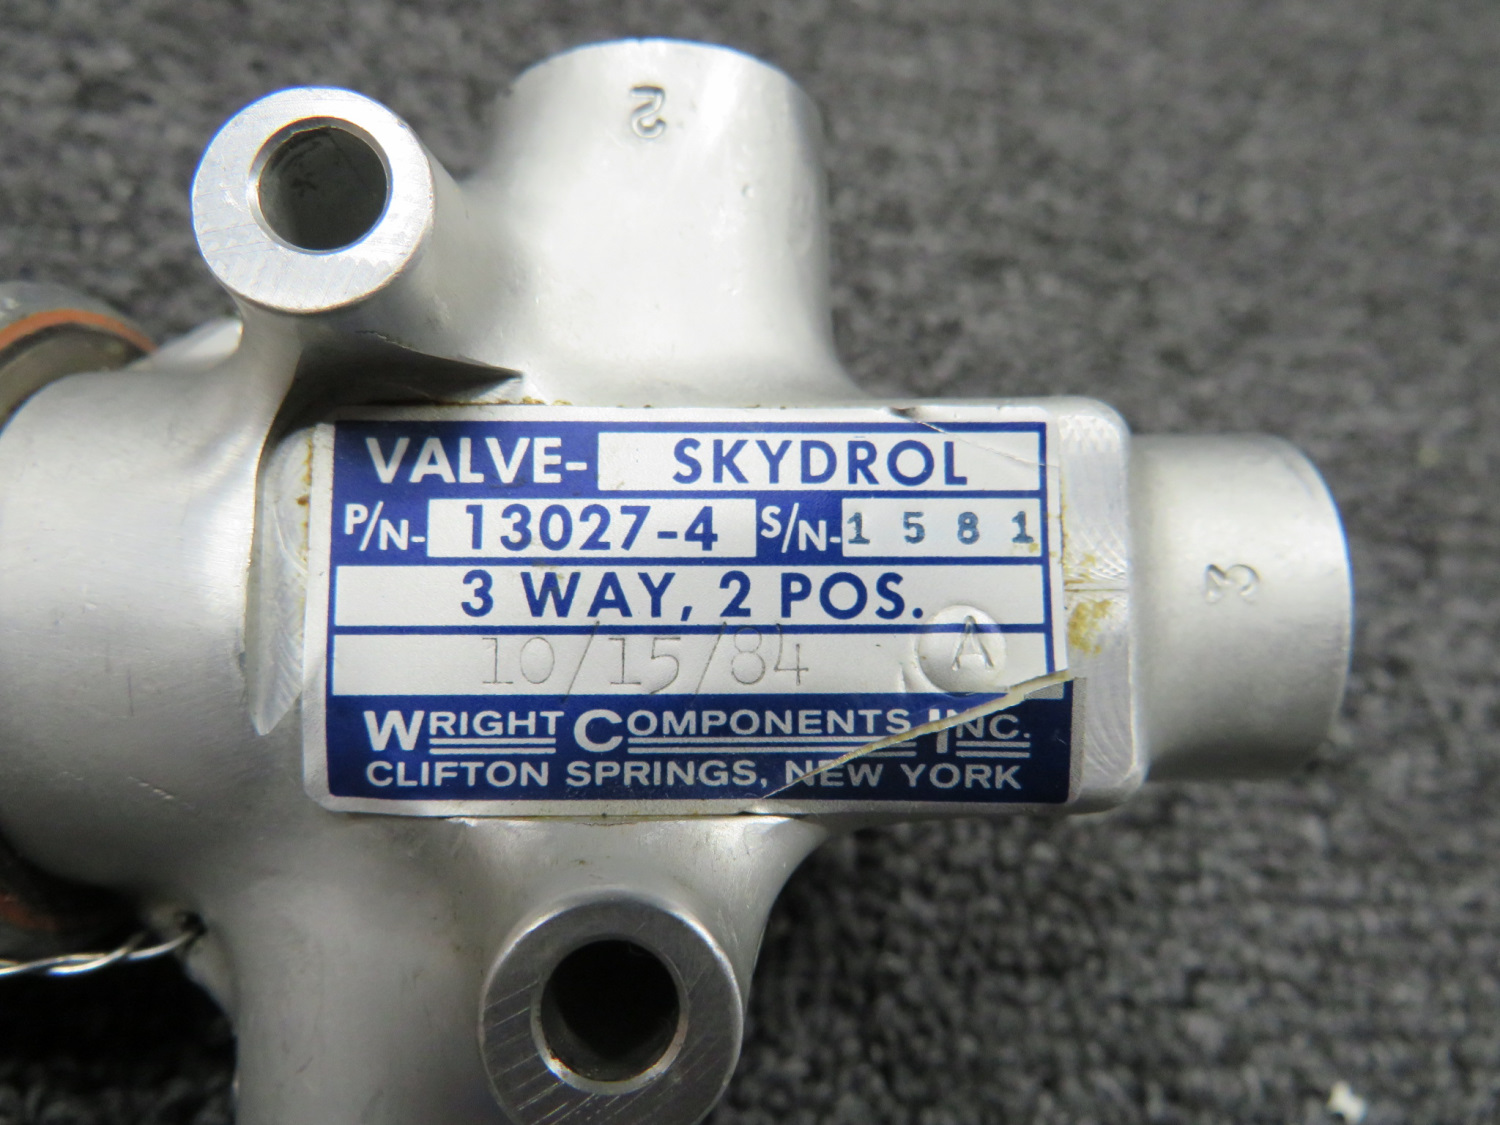 2
VALVE- SKYDROL
P/N- 13027-4 S/N- 1581
3 WAY, 2 POS.
10/15/84 A
WRIGHT COMPONENTS INC.
CLIFTON SPRINGS, NEW YORK
3